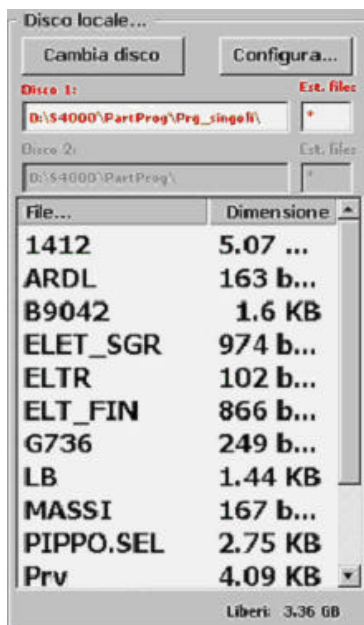 Disco locale...
Cambia disco Configura...
Disco 1: Est. files
D:\S4000\PartProg\Prg_singoli\ *
Disco 2: Est. files
D:\S4000\PartProg\ *
File... Dimensione
1412 5.07 ...
ARDL 163 b...
B9042 1.6 KB
ELET_SGR 974 b...
ELTR 102 b...
ELT_FIN 866 b...
G736 249 b...
LB 1.44 KB
MASSI 167 b...
PIPPO.SEL 2.75 KB
Prv 4.09 KB
Liberi: 3.36 GB